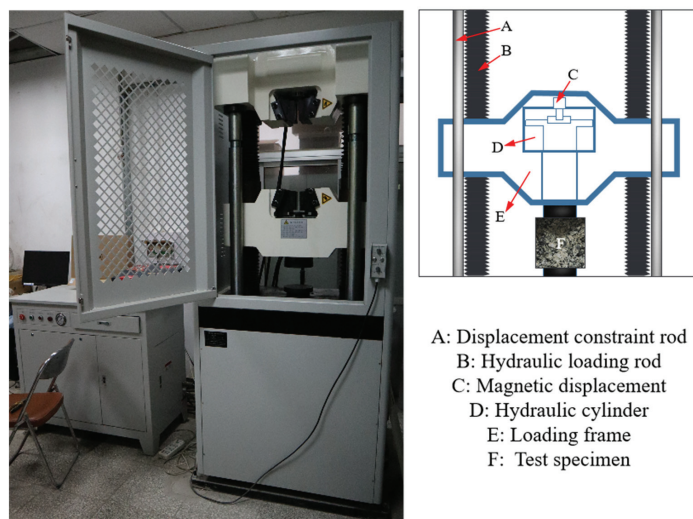 A
B
C
D
E
F
A: Displacement constraint rod
B: Hydraulic loading rod
C: Magnetic displacement
D: Hydraulic cylinder
E: Loading frame
F: Test specimen